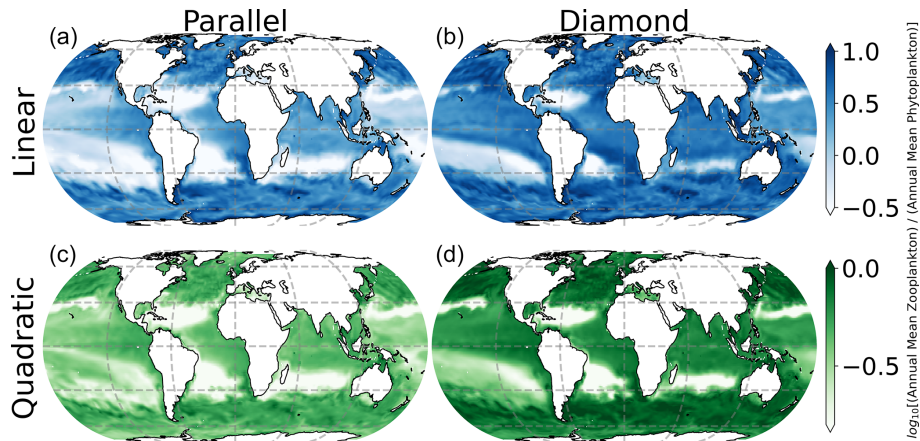 Parallel
Diamond
(a)
(b)
Linear
1.0
0.5
0.0
−0.5
(c)
(d)
Quadratic
0.0
−0.5
log10[(Annual Mean Zooplankton) / (Annual Mean Phytoplankton)]